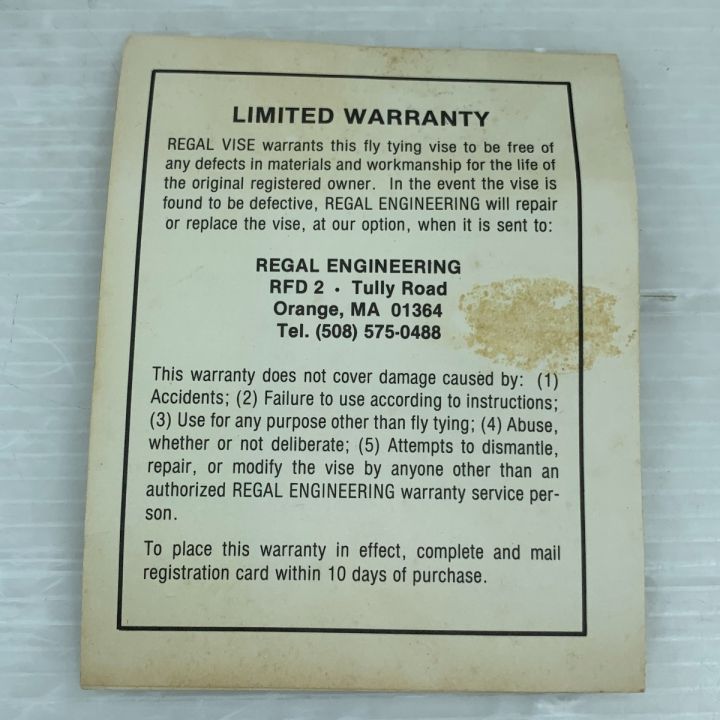 LIMITED WARRANTY
REGAL VISE warrants this fly tying vise to be free of
any defects in materials and workmanship for the life of
the original registered owner. In the event the vise is
found to be defective, REGAL ENGINEERING will repair
or replace the vise, at our option, when it is sent to:
REGAL ENGINEERING
RFD 2 • Tully Road
Orange, MA 01364
Tel. (508) 575-0488
This warranty does not cover damage caused by: (1)
Accidents; (2) Failure to use according to instructions;
(3) Use for any purpose other than fly tying; (4) Abuse,
whether or not deliberate; (5) Attempts to dismantle,
repair, or modify the vise by anyone other than an
authorized REGAL ENGINEERING warranty service per-
son.
To place this warranty in effect, complete and mail
registration card within 10 days of purchase.